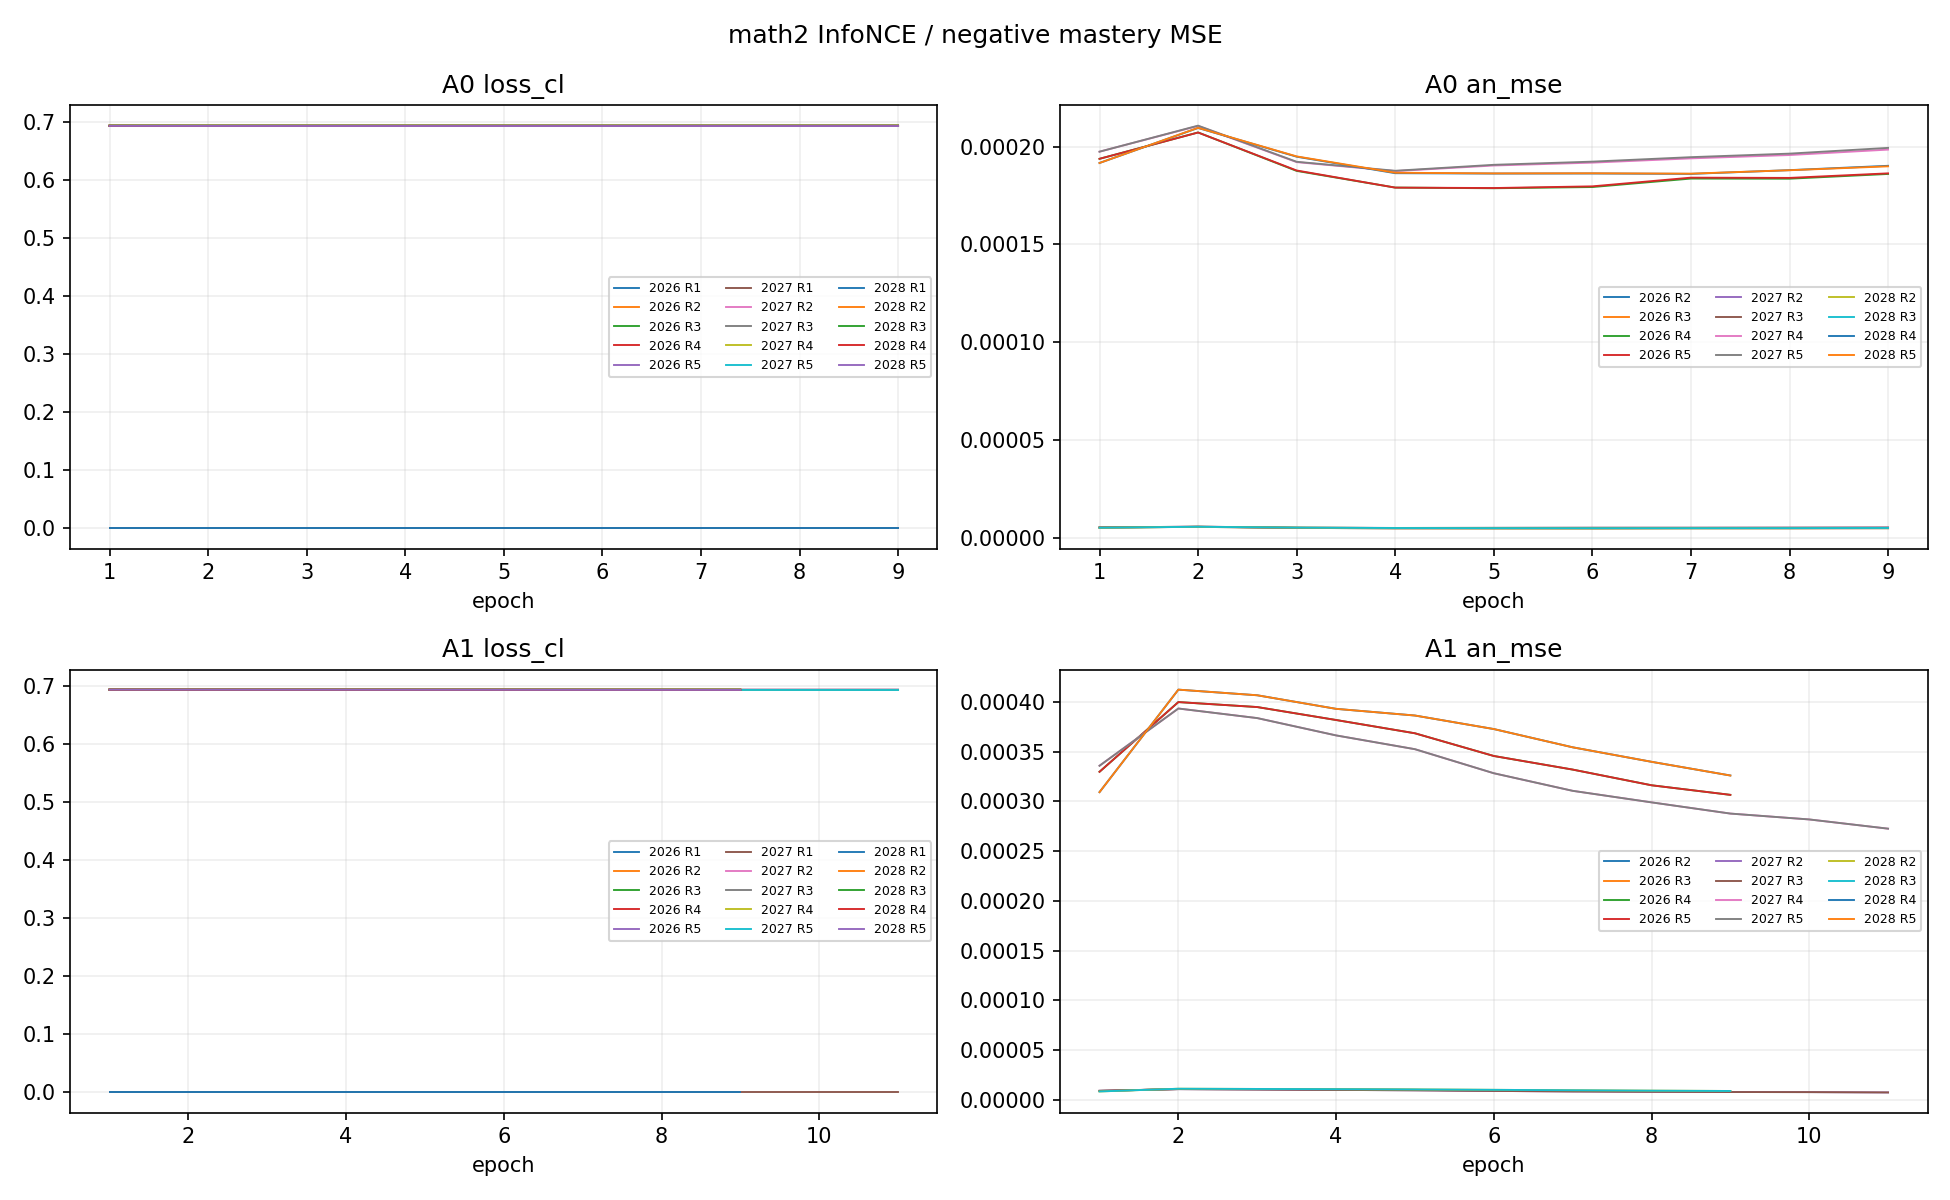 math2 InfoNCE / negative mastery MSE
A0 loss_cl
0.7
0.6
0.5
0.4
0.3
0.2
0.1
0.0
2026 R1 2027 R1 2028 R1
2026 R2 2027 R2 2028 R2
2026 R3 2027 R3 2028 R3
2026 R4 2027 R4 2028 R4
2026 R5 2027 R5 2028 R5
1 2 3 4 5 6 7 8 9
epoch
A0 an_mse
0.00020
0.00015
0.00010
0.00005
0.00000
2026 R2 2027 R2 2028 R2
2026 R3 2027 R3 2028 R3
2026 R4 2027 R4 2028 R4
2026 R5 2027 R5 2028 R5
1 2 3 4 5 6 7 8 9
epoch
A1 loss_cl
0.7
0.6
0.5
0.4
0.3
0.2
0.1
0.0
2026 R1 2027 R1 2028 R1
2026 R2 2027 R2 2028 R2
2026 R3 2027 R3 2028 R3
2026 R4 2027 R4 2028 R4
2026 R5 2027 R5 2028 R5
2 4 6 8 10
epoch
A1 an_mse
0.00040
0.00035
0.00030
0.00025
0.00020
0.00015
0.00010
0.00005
0.00000
2026 R2 2027 R2 2028 R2
2026 R3 2027 R3 2028 R3
2026 R4 2027 R4 2028 R4
2026 R5 2027 R5 2028 R5
2 4 6 8 10
epoch